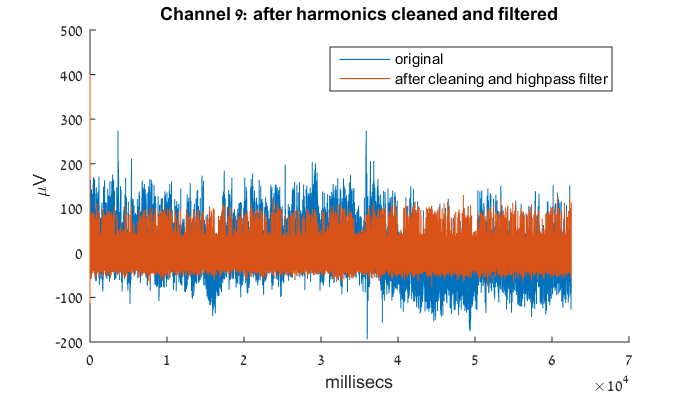 Channel 9: after harmonics cleaned and filtered
500
400
300
200
100
0
-100
-200
μV
original
after cleaning and highpass filter
0 1 2 3 4 5 6 7
millisecs
×10⁴